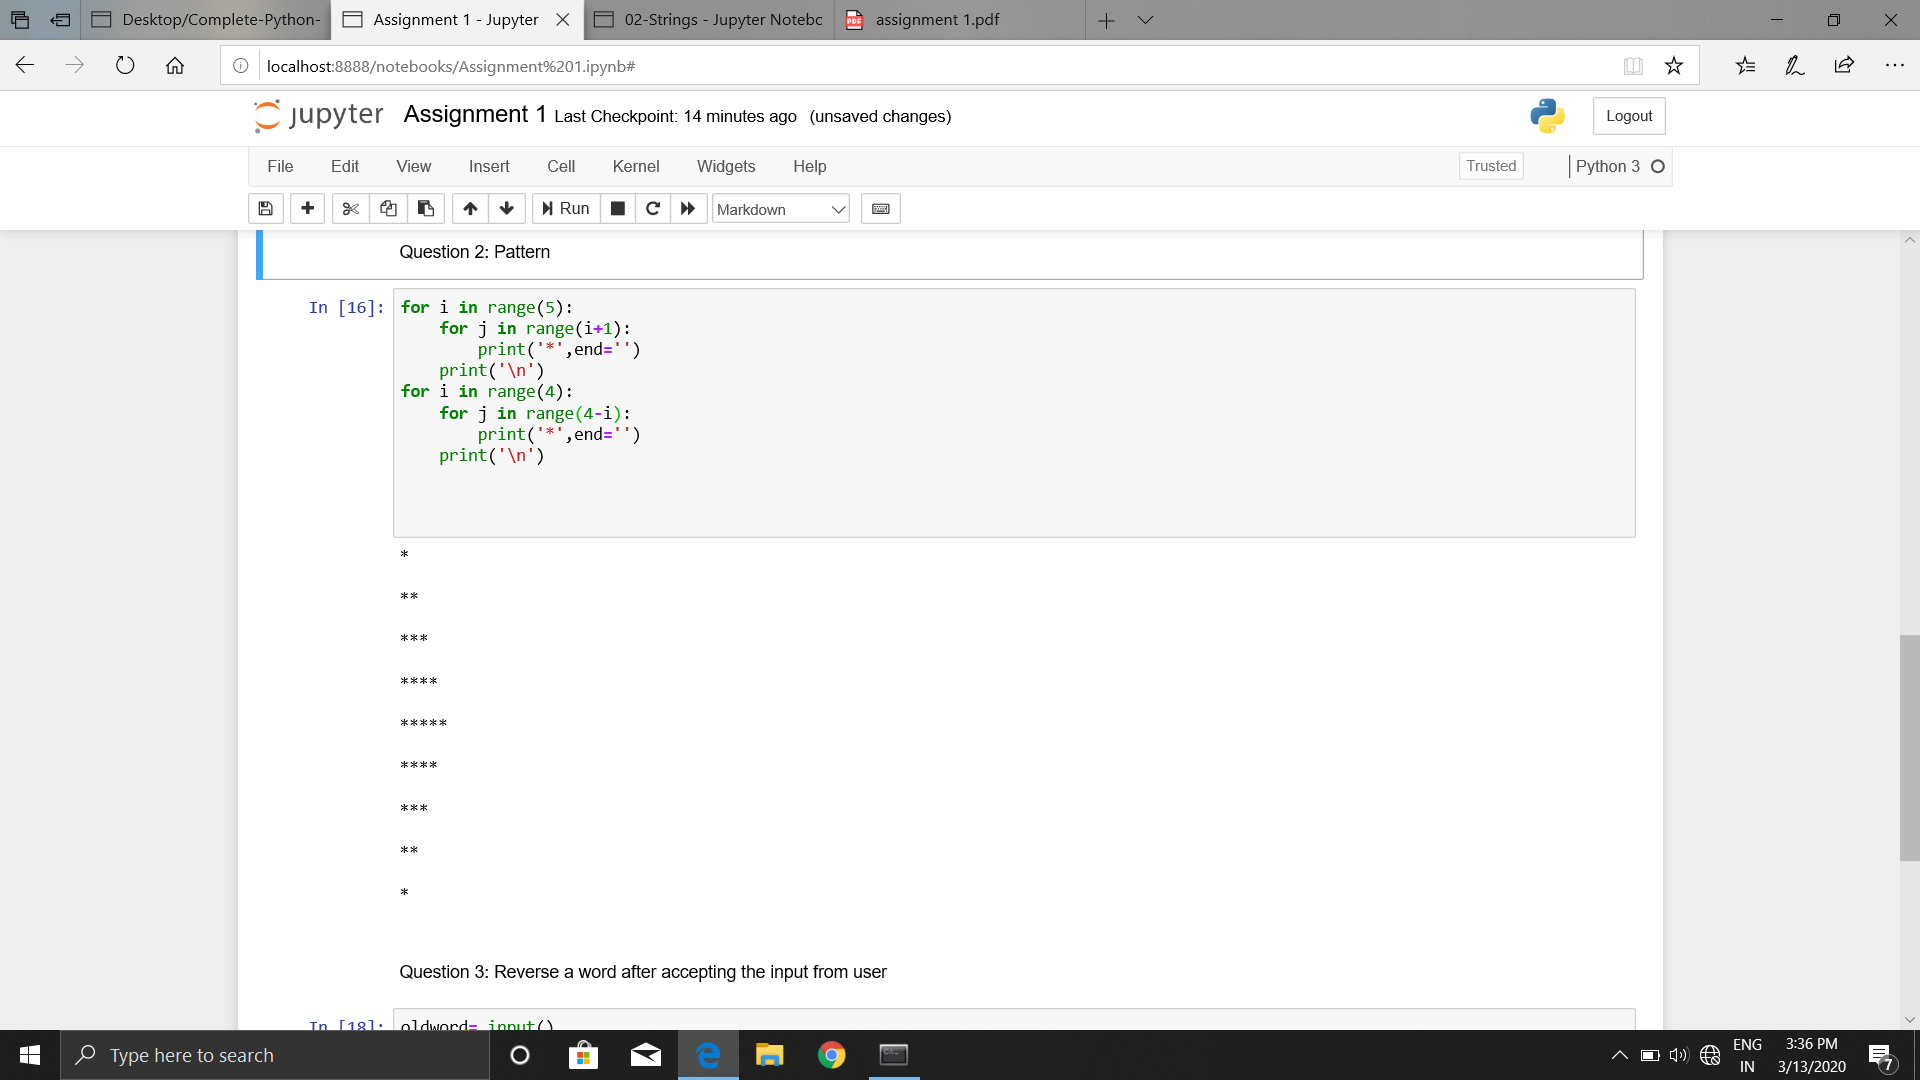 Desktop/Complete-Python-
Assignment 1 - Jupyter
02-Strings - Jupyter Notebc
PDF
assignment 1.pdf
localhost:8888/notebooks/Assignment%201.ipynb#
jupyter Assignment 1 Last Checkpoint: 14 minutes ago (unsaved changes)
Logout
File Edit View Insert Cell Kernel Widgets Help
Trusted
Python 3
Run
Markdown
Question 2: Pattern
In [16]:
for i in range(5):
    for j in range(i+1):
        print('*',end='')
    print('\n')
for i in range(4):
    for j in range(4-i):
        print('*',end='')
    print('\n')
*
**
***
****
*****
****
***
**
*
Question 3: Reverse a word after accepting the input from user
In [18]:
oldword= input()
Type here to search
ENG
IN
3:36 PM
3/13/2020
7